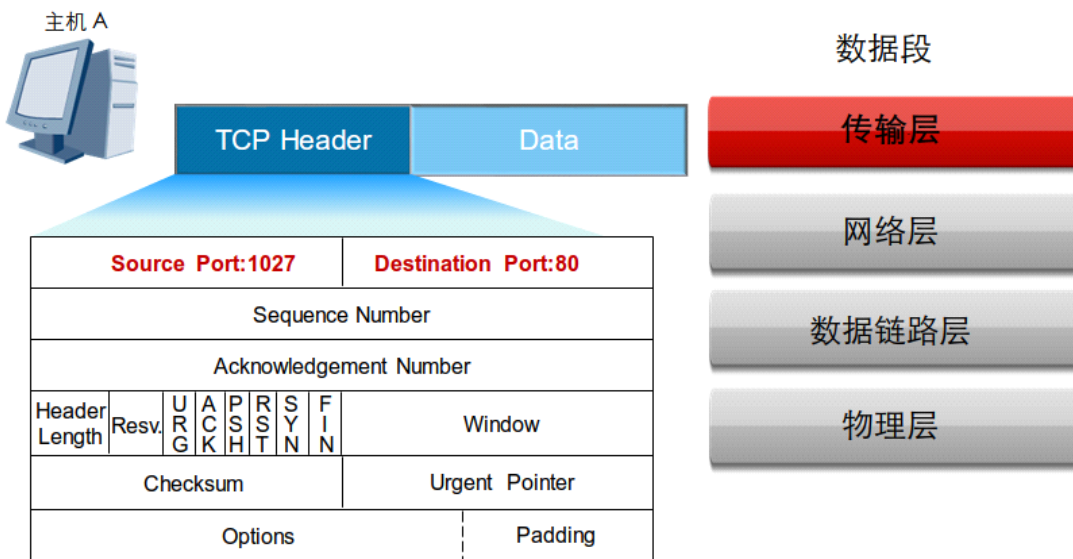 主机 A
数据段
TCP Header
Data
传输层
网络层
数据链路层
物理层
Source Port:1027
Destination Port:80
Sequence Number
Acknowledgement Number
Header Length
Resv.
URG
ACK
PSH
RST
SYN
FIN
Window
Checksum
Urgent Pointer
Options
Padding